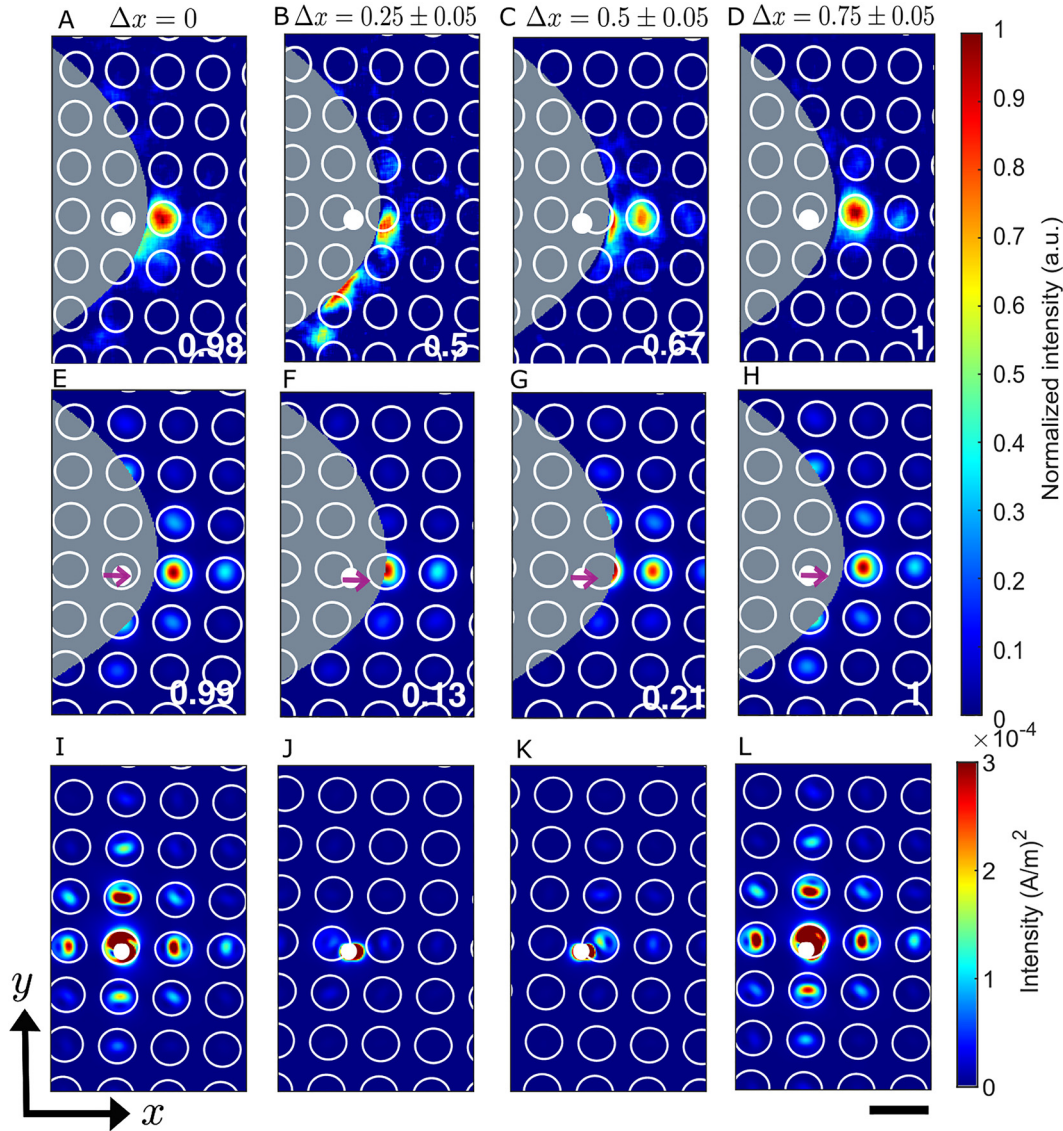 A Δx = 0
B Δx = 0.25 ± 0.05
C Δx = 0.5 ± 0.05
D Δx = 0.75 ± 0.05
0.98
0.5
0.67
1
1
0.9
0.8
0.7
0.6
0.5
0.4
0.3
0.2
0.1
0
Normalized intensity (a.u.)
E
F
G
H
0.99
0.13
0.21
1
I
J
K
L
×10⁻⁴
3
2
1
0
Intensity (A/m)²
y
x